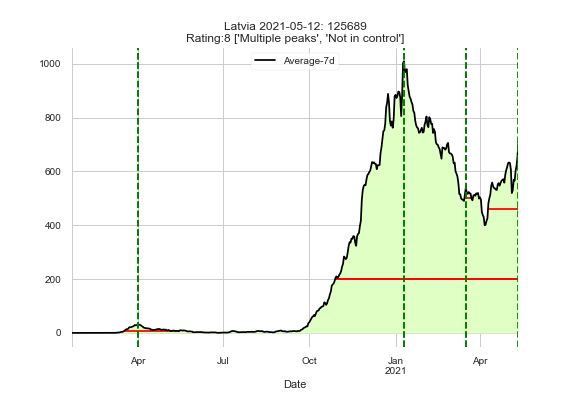 Latvia 2021-05-12: 125689
Rating:8 ['Multiple peaks', 'Not in control']
Average-7d
1000
800
600
400
200
0
Apr
Jul
Oct
Jan
2021
Apr
Date